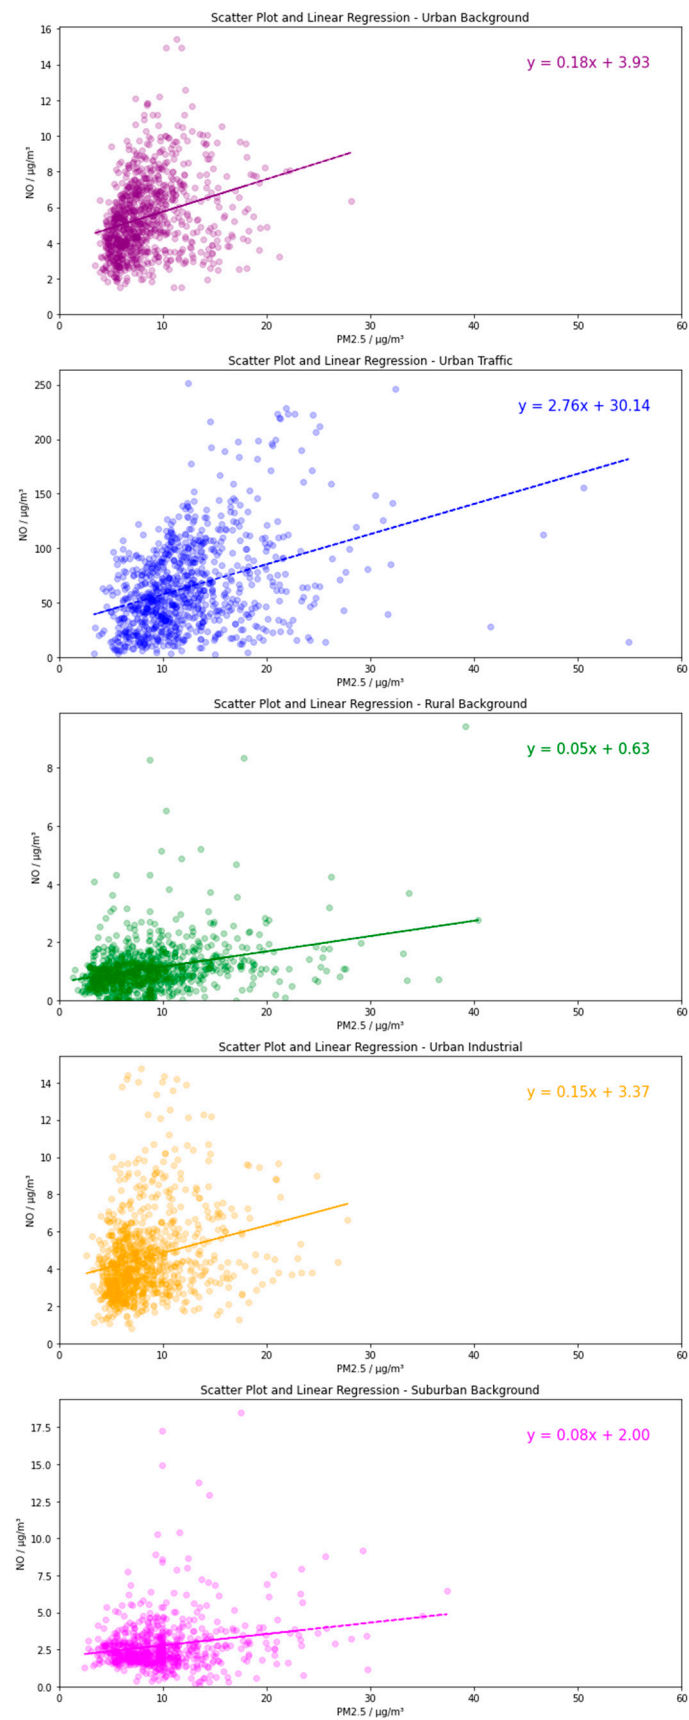 Scatter Plot and Linear Regression - Urban Background
y = 0.18x + 3.93
NO / μg/m³
16
14
12
10
8
6
4
2
0
0 10 20 30 40 50 60
PM2.5 / μg/m³
Scatter Plot and Linear Regression - Urban Traffic
y = 2.76x + 30.14
NO / μg/m³
250
200
150
100
50
0
0 10 20 30 40 50 60
PM2.5 / μg/m³
Scatter Plot and Linear Regression - Rural Background
y = 0.05x + 0.63
NO / μg/m³
8
6
4
2
0
0 10 20 30 40 50 60
PM2.5 / μg/m³
Scatter Plot and Linear Regression - Urban Industrial
y = 0.15x + 3.37
NO / μg/m³
14
12
10
8
6
4
2
0
0 10 20 30 40 50 60
PM2.5 / μg/m³
Scatter Plot and Linear Regression - Suburban Background
y = 0.08x + 2.00
NO / μg/m³
17.5
15.0
12.5
10.0
7.5
5.0
2.5
0.0
0 10 20 30 40 50 60
PM2.5 / μg/m³